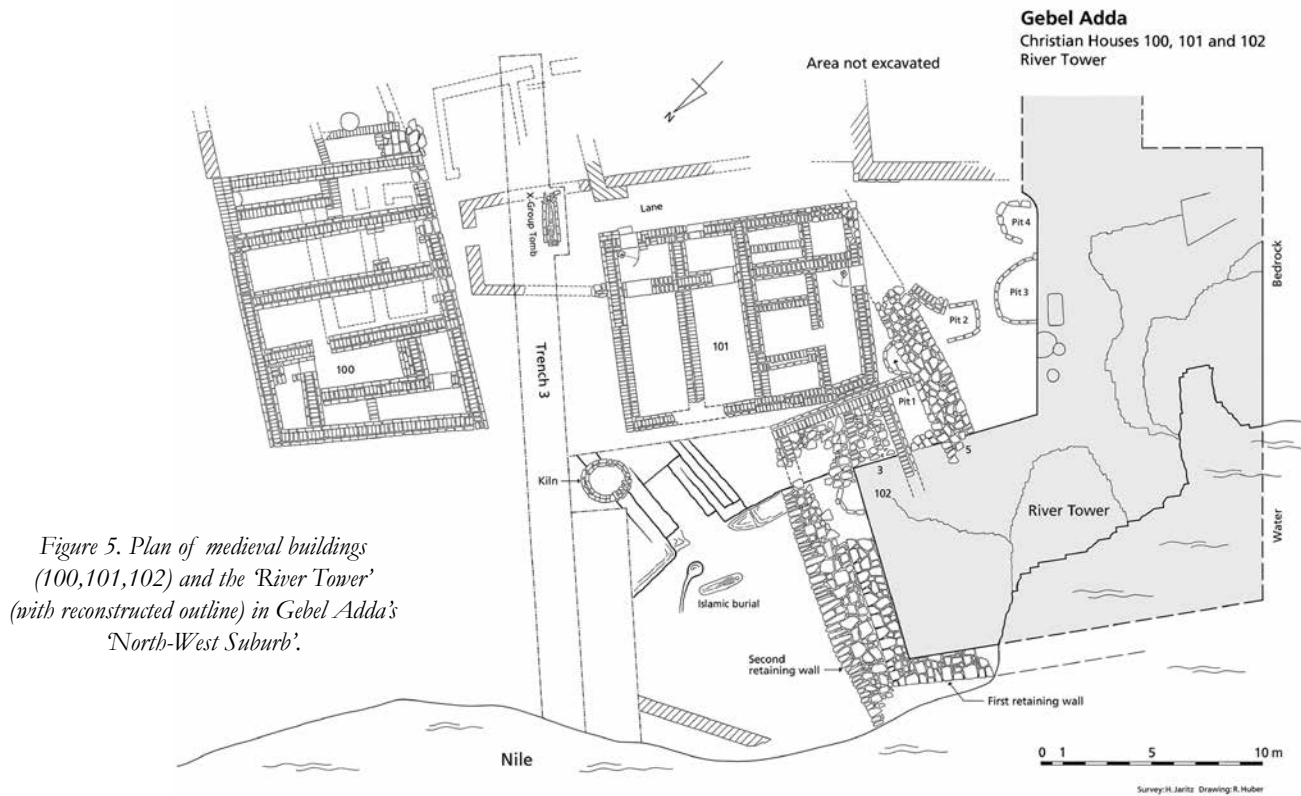 Gebel Adda
Christian Houses 100, 101 and 102
River Tower
Area not excavated
N
X-Group Tomb
Lane
Pit 4
Pit 3
Pit 2
Bedrock
Trench 3
101
100
Pit 1
5
3
102
Kiln
River Tower
Water
Islamic burial
Figure 5. Plan of medieval buildings
(100,101,102) and the ‘River Tower’
(with reconstructed outline) in Gebel Adda’s
‘North-West Suburb’.
Second
retaining wall
First retaining wall
Nile
0 1 5 10 m
Survey: H. Jaritz Drawing: R. Huber